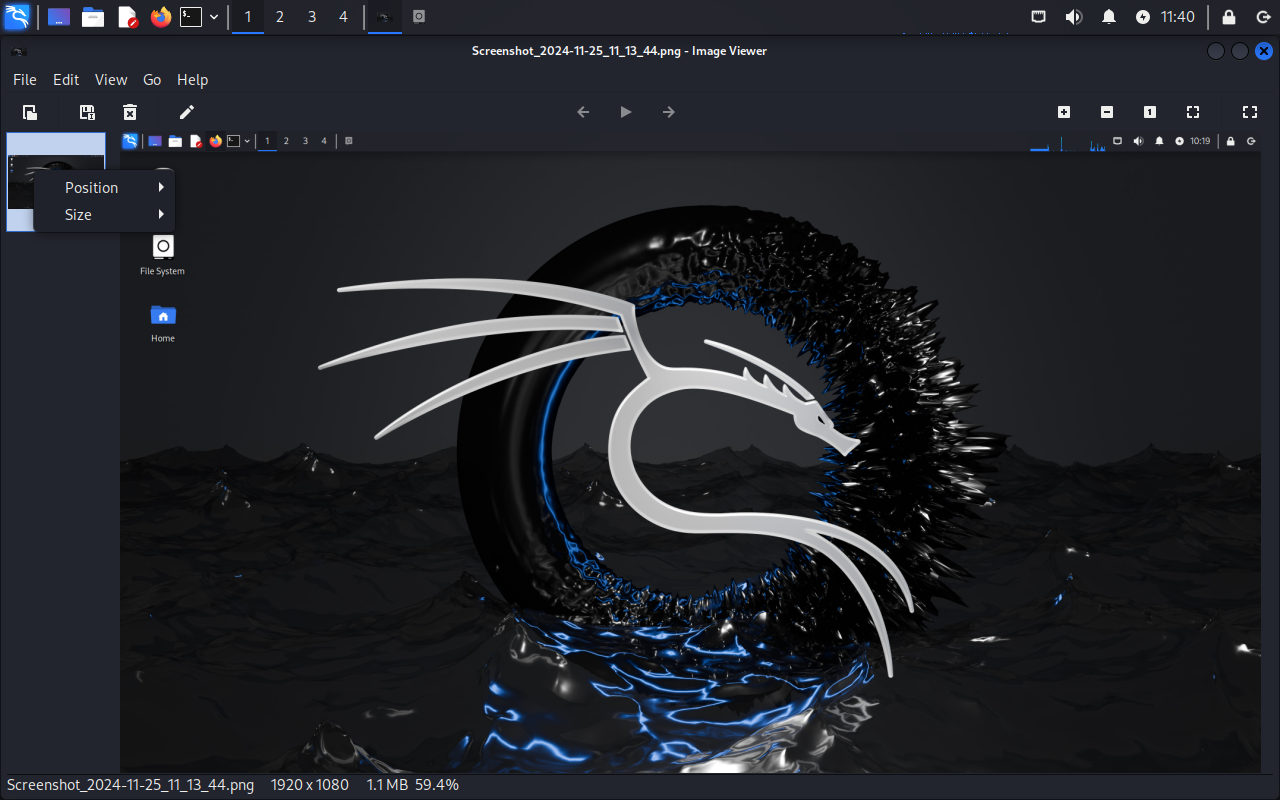 1 2 3 4 11:40
Screenshot_2024-11-25_11_13_44.png - Image Viewer
File Edit View Go Help
1 2 3 4 10:19
Position
Size
File System
Home
Screenshot_2024-11-25_11_13_44.png 1920 x 1080 1.1 MB 59.4%